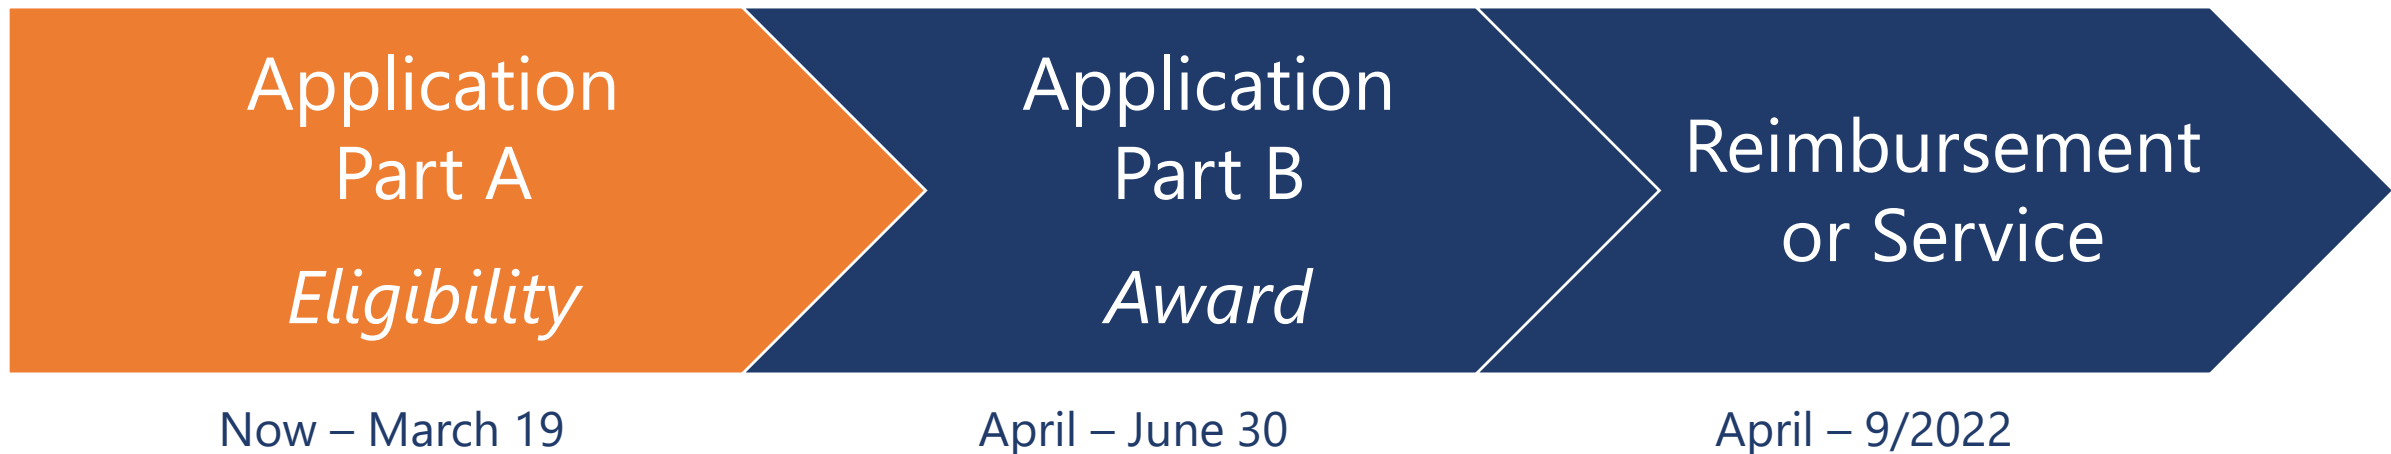 Application
Part A
Eligibility
Now – March 19
Application
Part B
Award
April – June 30
Reimbursement
or Service
April – 9/2022